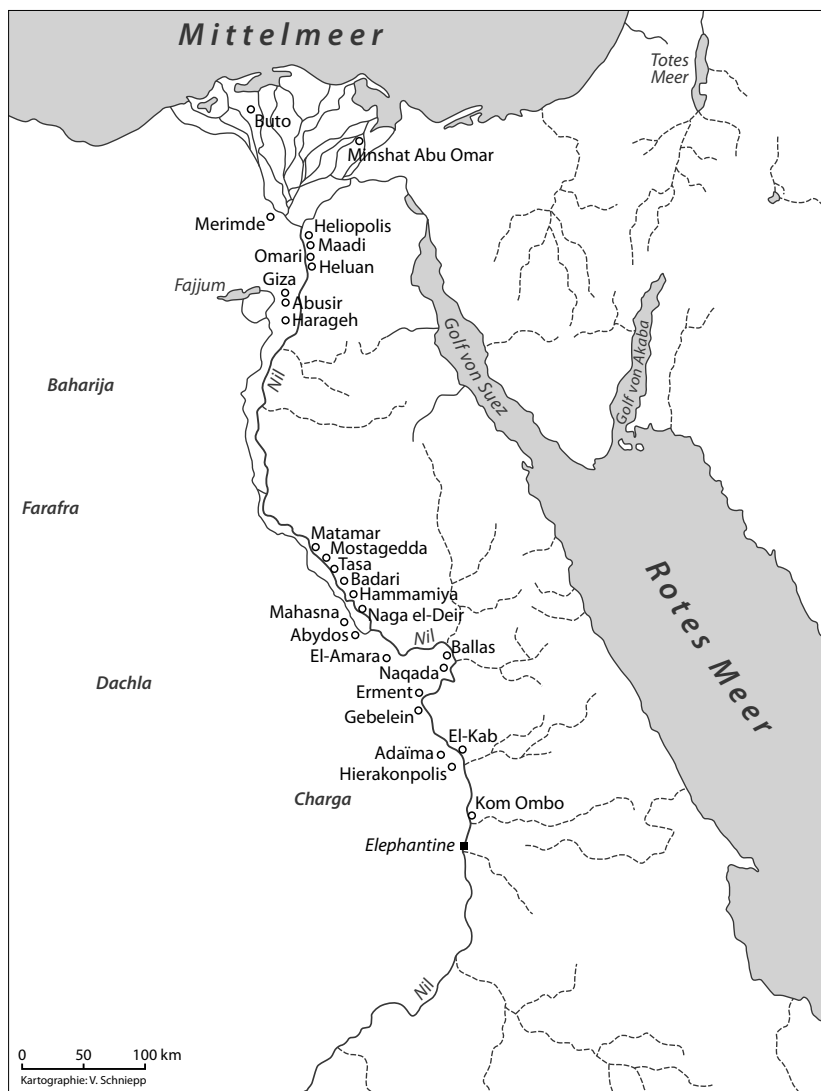 Mittelmeer
Totes
Meer
Buto
Minshat Abu Omar
Merimde
Heliopolis
Maadi
Omari
Heluan
Giza
Fajjum
Abusir
Harageh
Golf von Suez
Golf von Akaba
Nil
Baharija
Farafra
Matamar
Mostagedda
Tasa
Badari
Hammamiya
Mahasna
Naga el-Deir
Abydos
Nil
El-Amara
Ballas
Naqada
Rotes Meer
Dachla
Erment
Gebelein
El-Kab
Adaïma
Hierakonpolis
Charga
Kom Ombo
Elephantine
Nil
0 50 100 km
Kartographie: V. Schniepp